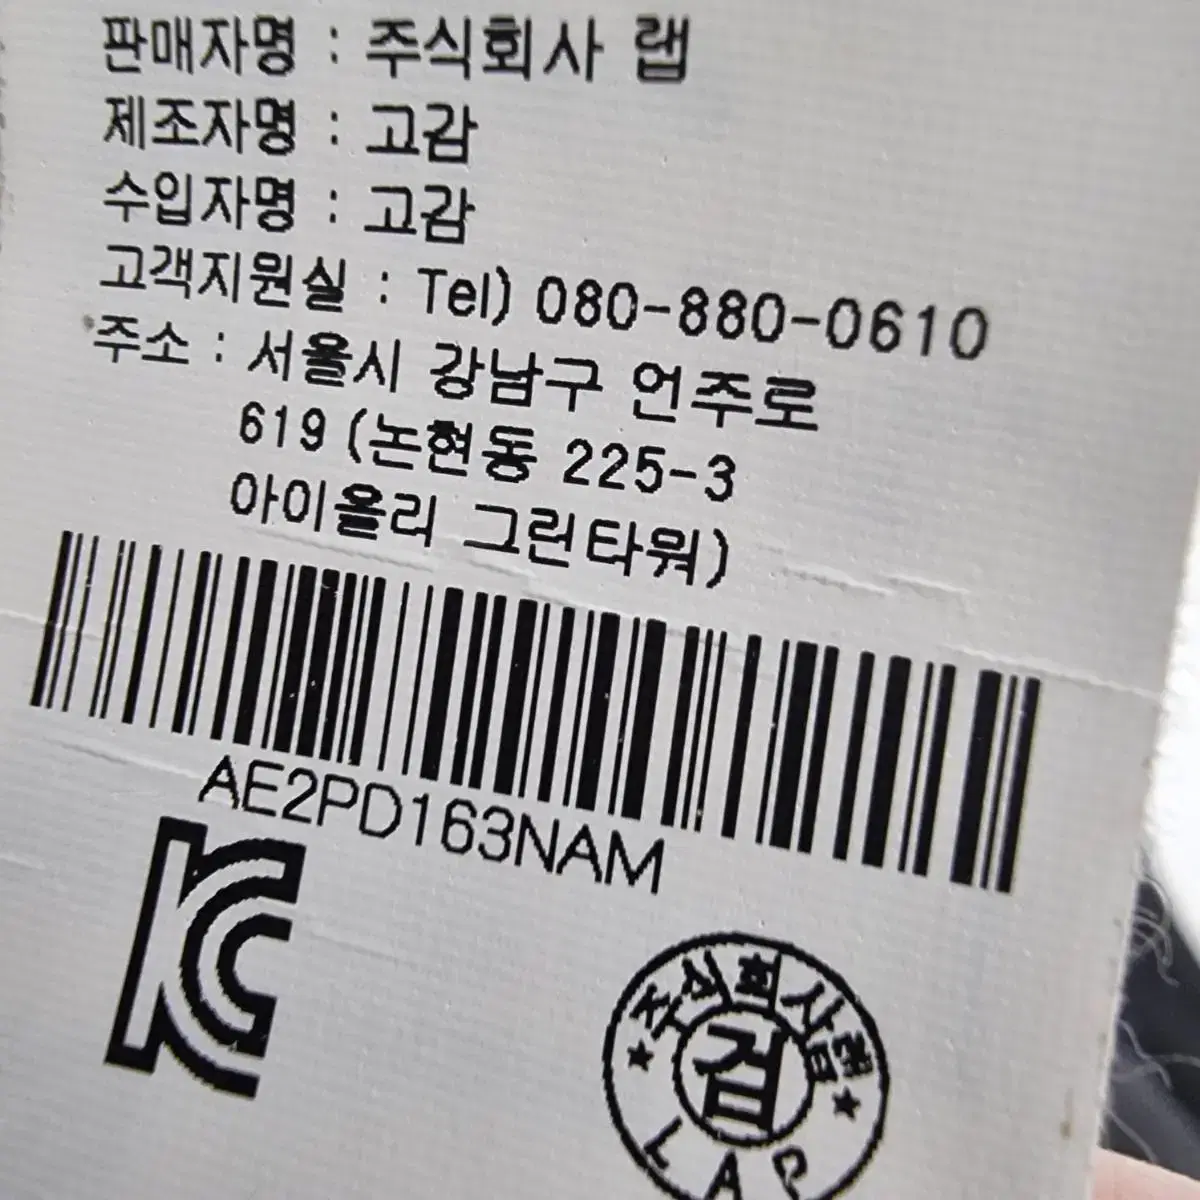 판매자명 : 주식회사 랩
제조자명 : 고감
수입자명 : 고감
고객지원실 : Tel) 080-880-0610
주소 : 서울시 강남구 언주로
619 (논현동 225-3
아이올리 그린타워)
AE2PD163NAM
KC
주식회사 랩
검
LAP